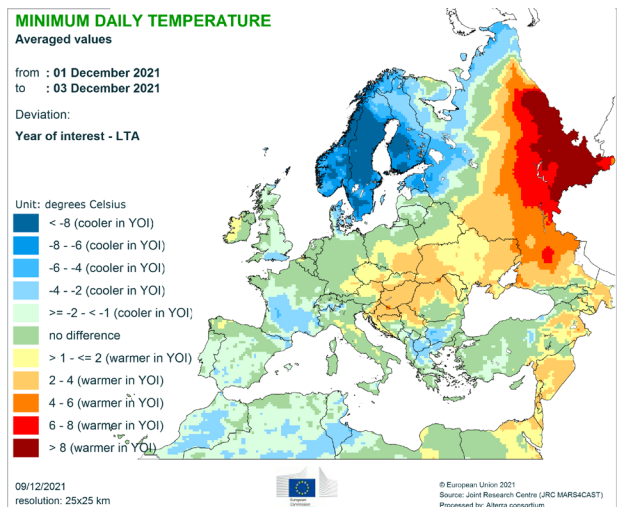 MINIMUM DAILY TEMPERATURE
Averaged values
from : 01 December 2021
to : 03 December 2021
Deviation:
Year of interest - LTA
Unit: degrees Celsius
< -8 (cooler in YOI)
-8 - -6 (cooler in YOI)
-6 - -4 (cooler in YOI)
-4 - -2 (cooler in YOI)
>= -2 - < -1 (cooler in YOI)
no difference
> 1 - <= 2 (warmer in YOI)
2 - 4 (warmer in YOI)
4 - 6 (warmer in YOI)
6 - 8 (warmer in YOI)
> 8 (warmer in YOI)
09/12/2021
resolution: 25x25 km
European
Commission
© European Union 2021
Source: Joint Research Centre (JRC MARS4CAST)
Processed by: Alterra consortium